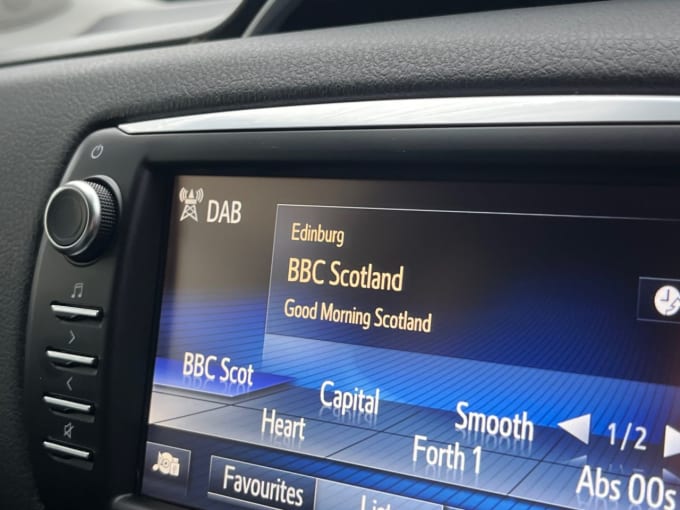 DAB
Edinburg
BBC Scotland
Good Morning Scotland
BBC Scot
Capital
Smooth
1/2
Heart
Forth 1
Abs 00s
Favourites